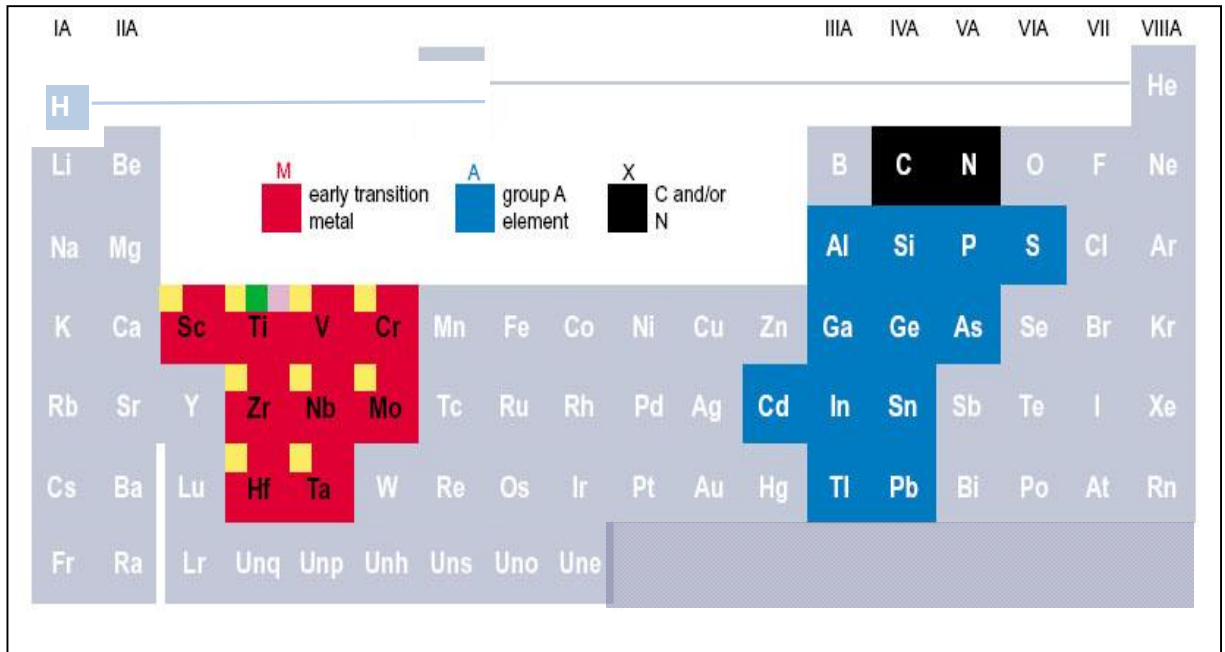 IA IIA IIIA IVA VA VIA VII VIIIA
H He
Li Be B C N O F Ne
M early transition metal
A group A element
X C and/or N
Na Mg Al Si P S Cl Ar
K Ca Sc Ti V Cr Mn Fe Co Ni Cu Zn Ga Ge As Se Br Kr
Rb Sr Y Zr Nb Mo Tc Ru Rh Pd Ag Cd In Sn Sb Te I Xe
Cs Ba Lu Hf Ta W Re Os Ir Pt Au Hg Tl Pb Bi Po At Rn
Fr Ra Lr Unq Unp Unh Uns Uno Une